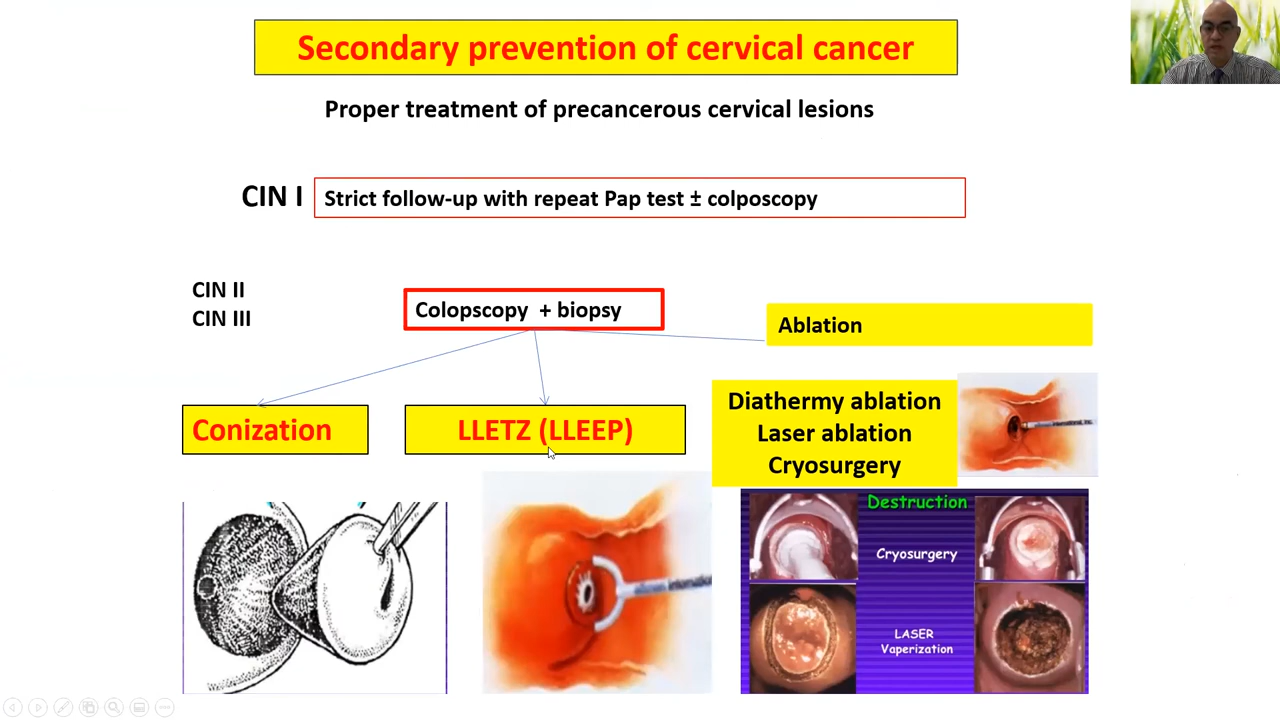 Secondary prevention of cervical cancer
Proper treatment of precancerous cervical lesions
CIN I
Strict follow-up with repeat Pap test ± colposcopy
CIN II
CIN III
Colopscopy + biopsy
Ablation
Conization
LLETZ (LLEEP)
Diathermy ablation
Laser ablation
Cryosurgery
Destruction
Cryosurgery
LASER
Vaperization